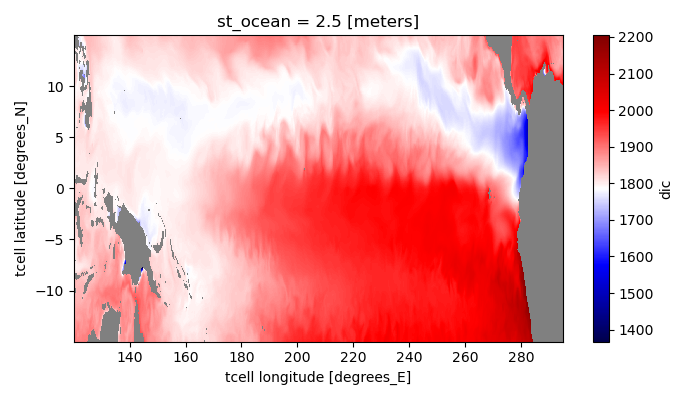 st_ocean = 2.5 [meters]
10
5
0
−5
−10
tcell latitude [degrees_N]
140 160 180 200 220 240 260 280
tcell longitude [degrees_E]
2200
2100
2000
1900
1800
1700
1600
1500
1400
dic